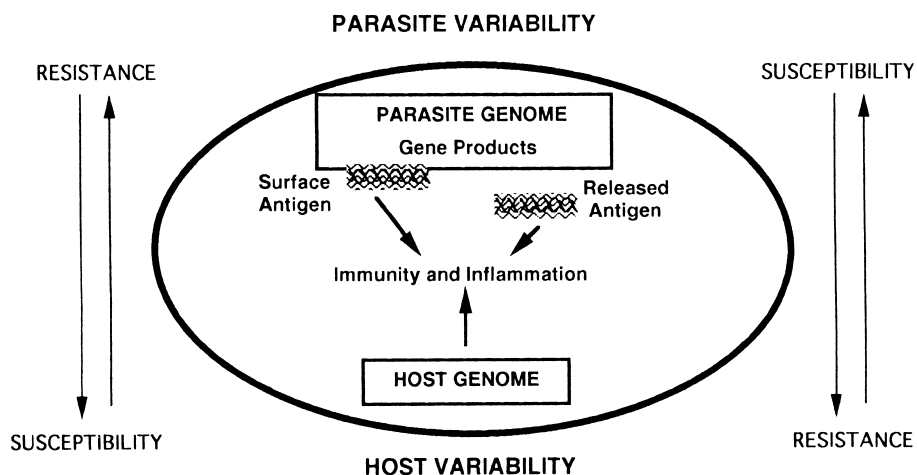 PARASITE VARIABILITY
RESISTANCE
SUSCEPTIBILITY
PARASITE GENOME
Gene Products
Surface
Antigen
Released
Antigen
Immunity and Inflammation
HOST GENOME
SUSCEPTIBILITY
RESISTANCE
HOST VARIABILITY